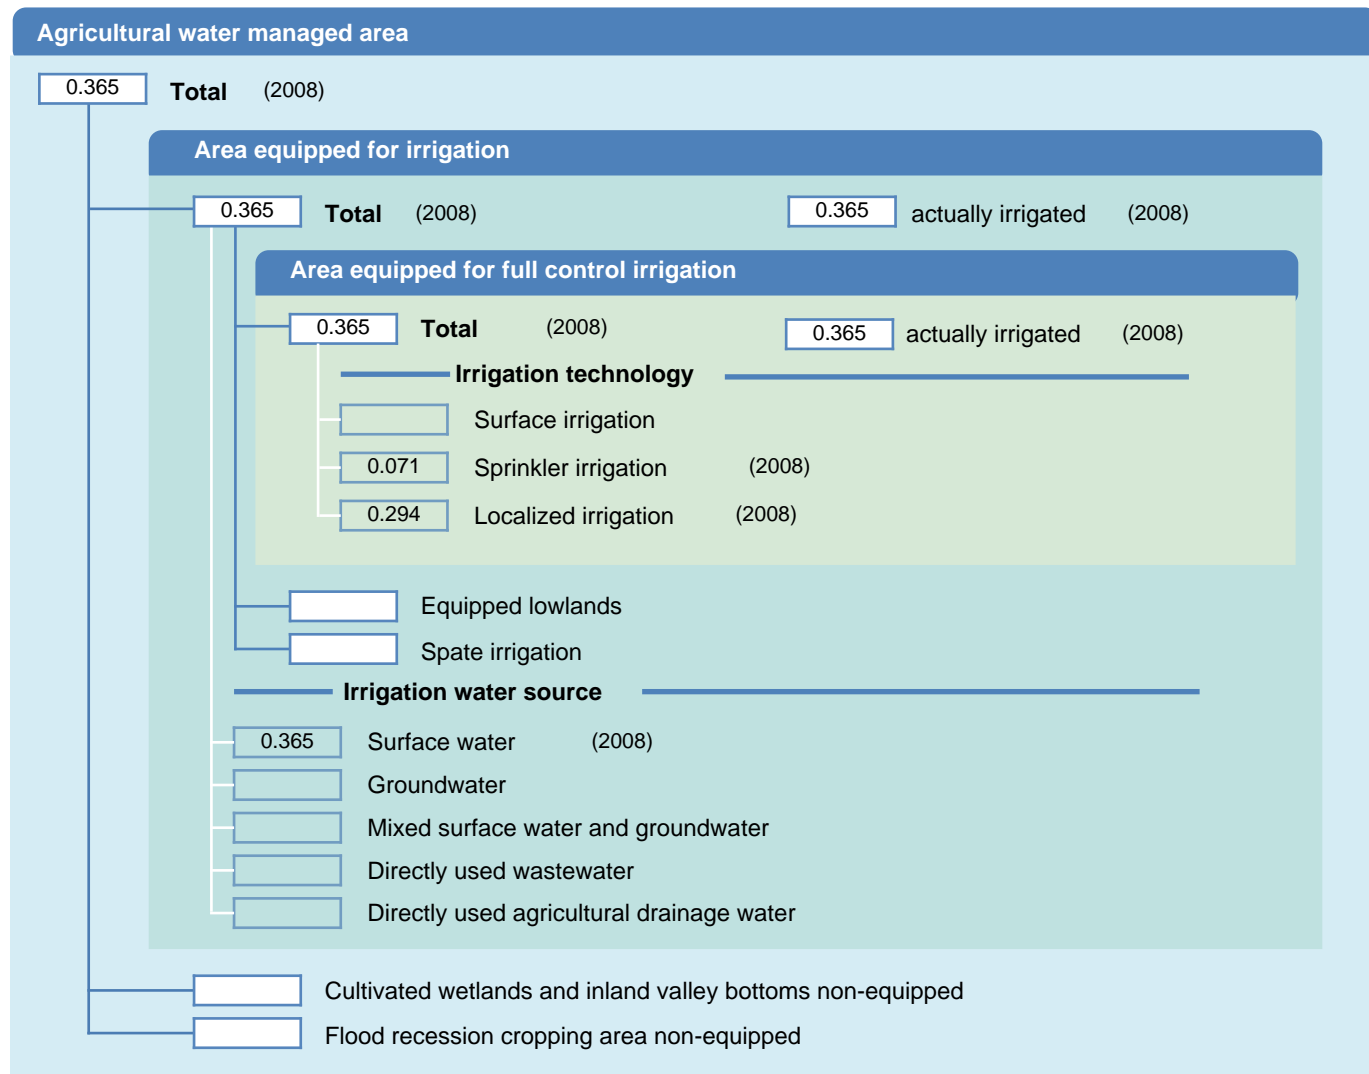 Agricultural water managed area
0.365 Total (2008)
Area equipped for irrigation
0.365 Total (2008) 0.365 actually irrigated (2008)
Area equipped for full control irrigation
0.365 Total (2008) 0.365 actually irrigated (2008)
Irrigation technology
Surface irrigation
0.071 Sprinkler irrigation (2008)
0.294 Localized irrigation (2008)
Equipped lowlands
Spate irrigation
Irrigation water source
0.365 Surface water (2008)
Groundwater
Mixed surface water and groundwater
Directly used wastewater
Directly used agricultural drainage water
Cultivated wetlands and inland valley bottoms non-equipped
Flood recession cropping area non-equipped